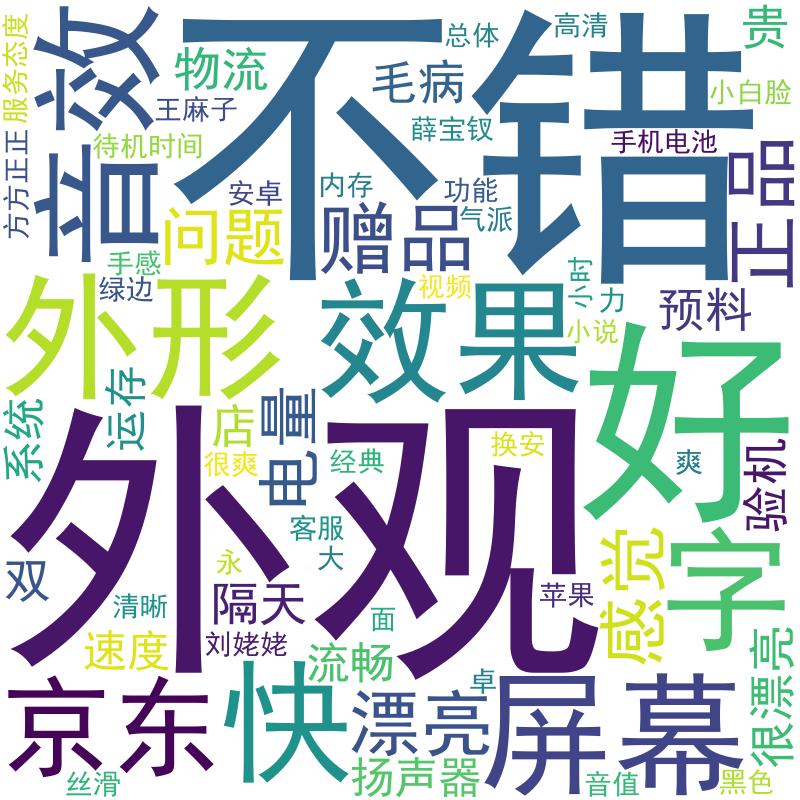 不错
音效
服务态度
物流
毛病
总体
高清
贵
王麻子
小白脸
薛宝钗
手机电池
待机时间
方方正正
安卓
内存
功能
气派
正品
问题
赠品
手感
绿边
视频
小时
小力
预料
小说
外形
效果
好
系统
运存
店
很爽
电量
经典
换安
爽
验机
外观
字
感觉
双
清晰
永
客服
大
隔天
刘姥姥
面
苹果
速度
流畅
卓
很漂亮
京东
快
漂亮
屏幕
丝滑
扬声器
音值
黑色